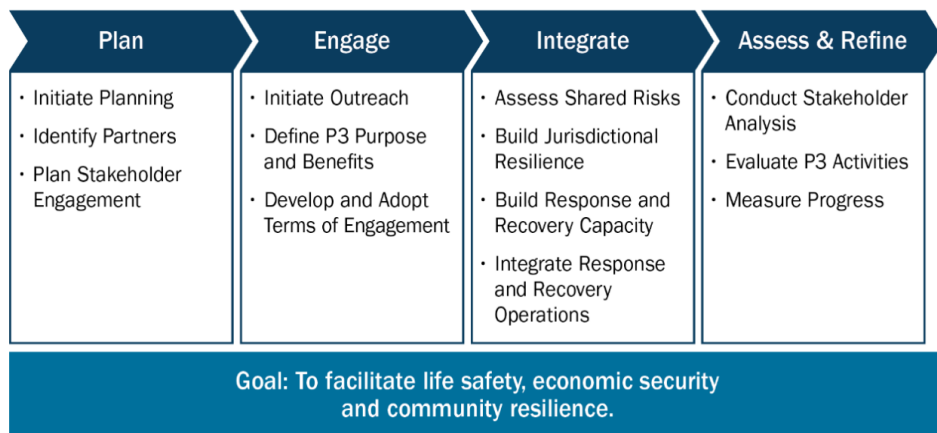 Plan
• Initiate Planning
• Identify Partners
• Plan Stakeholder
Engagement
Engage
• Initiate Outreach
• Define P3 Purpose
and Benefits
• Develop and Adopt
Terms of Engagement
Integrate
• Assess Shared Risks
• Build Jurisdictional
Resilience
• Build Response and
Recovery Capacity
• Integrate Response
and Recovery
Operations
Assess & Refine
• Conduct Stakeholder
Analysis
• Evaluate P3 Activities
• Measure Progress
Goal: To facilitate life safety, economic security
and community resilience.